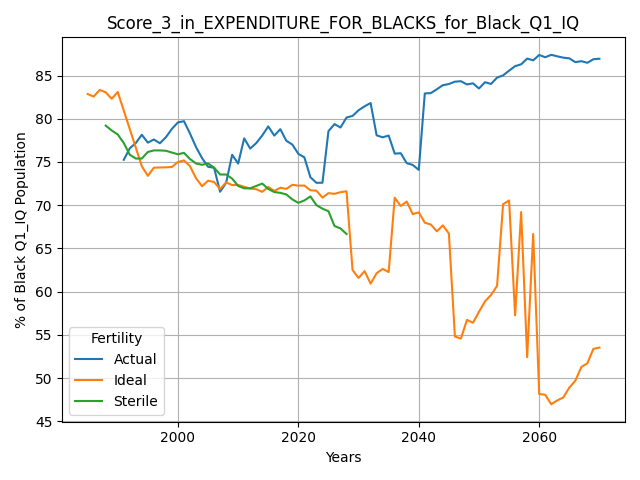 Score_3_in_EXPENDITURE_FOR_BLACKS_for_Black_Q1_IQ
% of Black Q1_IQ Population
85
80
75
70
65
60
55
50
45
Fertility
Actual
Ideal
Sterile
2000 2020 2040 2060
Years